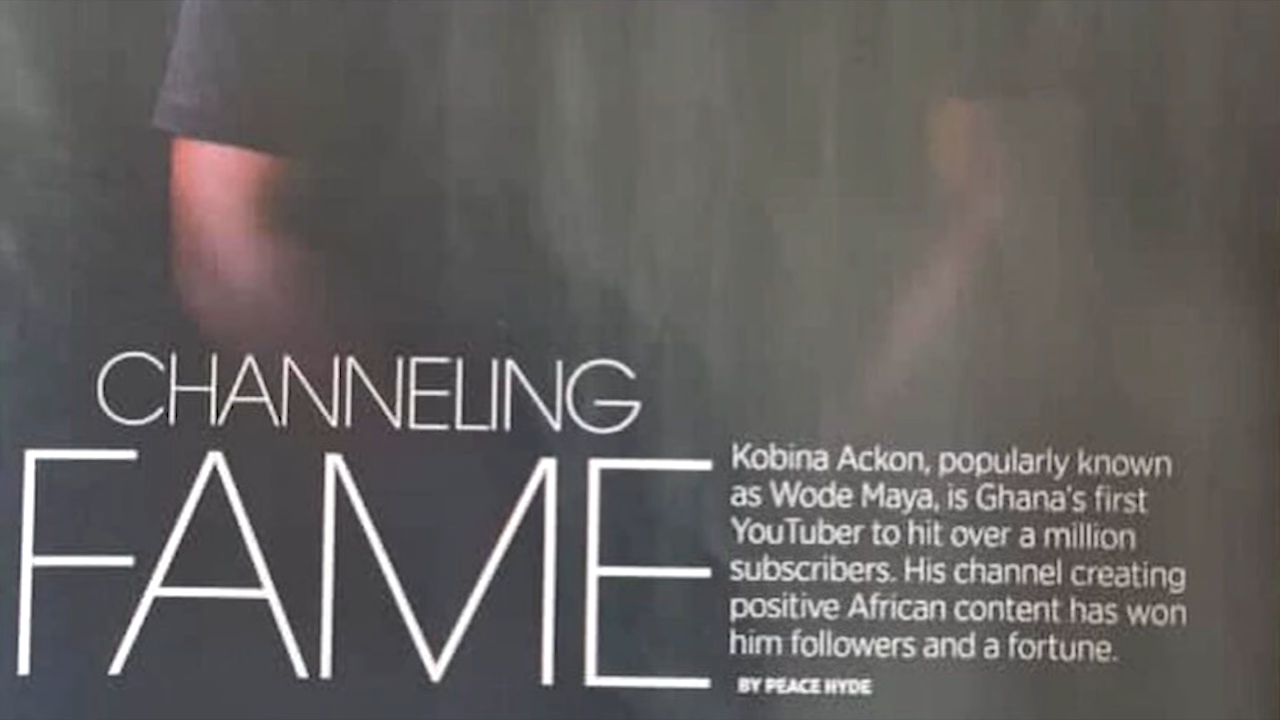 CHANNELING
FAME
Kobina Ackon, popularly known
as Wode Maya, is Ghana's first
YouTuber to hit over a million
subscribers. His channel creating
positive African content has won
him followers and a fortune.
BY PEACE HYDE